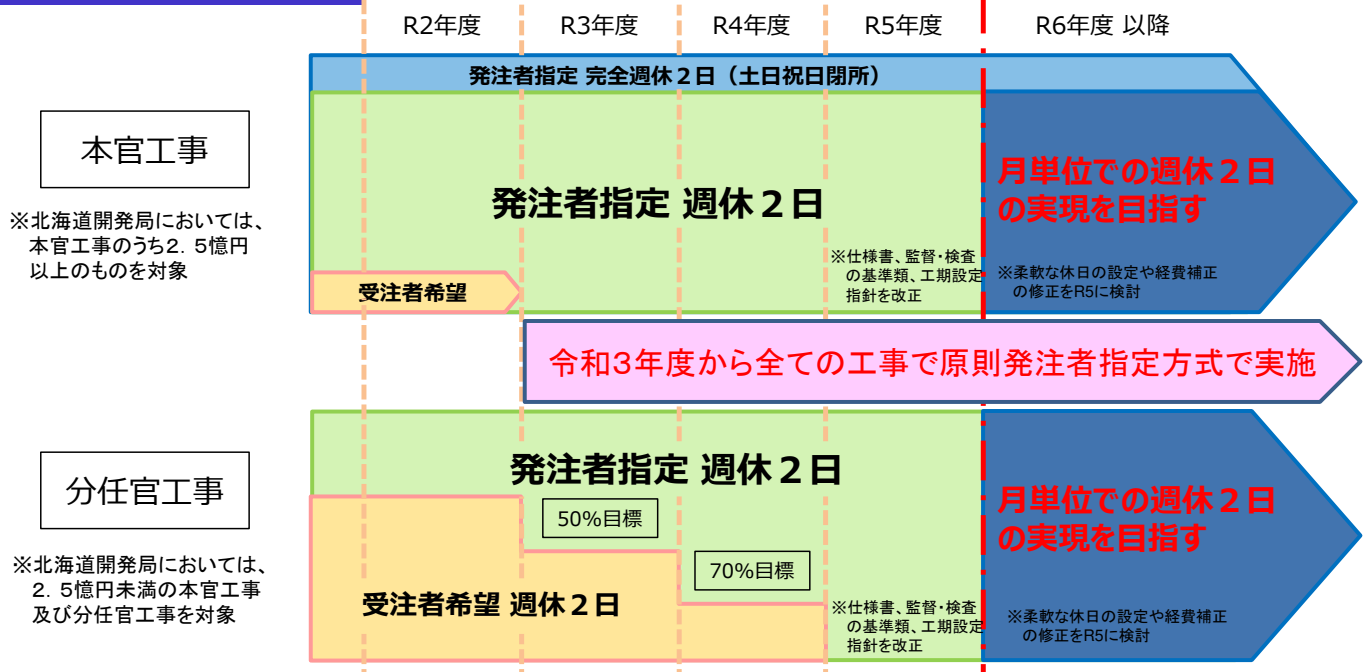 R2年度 R3年度 R4年度 R5年度 R6年度 以降
発注者指定 完全週休2日（土日祝日閉所）
本官工事
※北海道開発局においては、
本官工事のうち2．5憶円
以上のものを対象
発注者指定 週休2日
受注者希望
※仕様書、監督・検査
の基準類、工期設定
指針を改正
月単位での週休2日
の実現を目指す
※柔軟な休日の設定や経費補正
の修正をR5に検討
令和3年度から全ての工事で原則発注者指定方式で実施
分任官工事
※北海道開発局においては、
2．5憶円未満の本官工事
及び分任官工事を対象
発注者指定 週休2日
50%目標
70%目標
受注者希望 週休2日
※仕様書、監督・検査
の基準類、工期設定
指針を改正
月単位での週休2日
の実現を目指す
※柔軟な休日の設定や経費補正
の修正をR5に検討